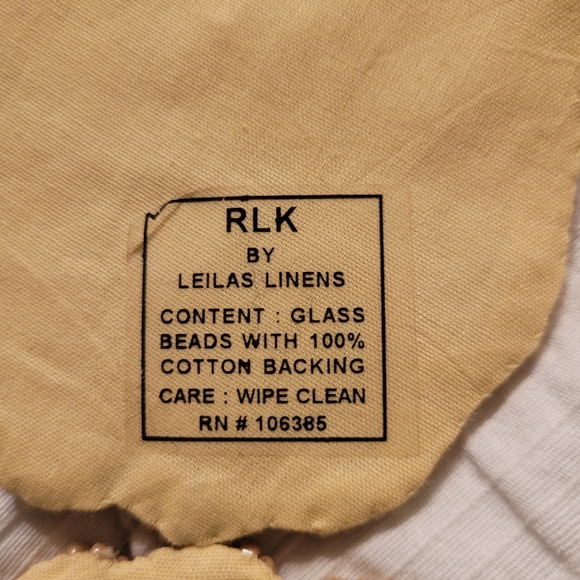 RLK
BY
LEILAS LINENS
CONTENT : GLASS
BEADS WITH 100%
COTTON BACKING
CARE : WIPE CLEAN
RN # 106385